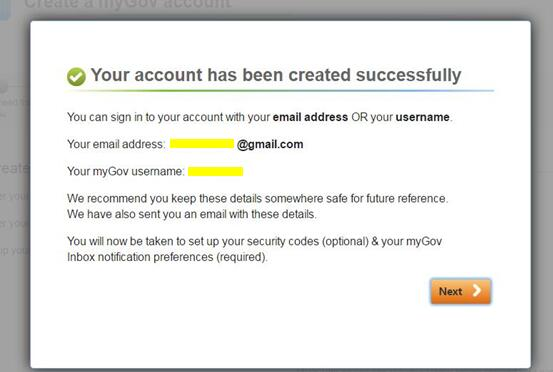 Create a myGov account
Your account has been created successfully
You can sign in to your account with your email address OR your username.
Your email address: @gmail.com
Your myGov username:
We recommend you keep these details somewhere safe for future reference.
We have also sent you an email with these details.
You will now be taken to set up your security codes (optional) & your myGov
Inbox notification preferences (required).
Next